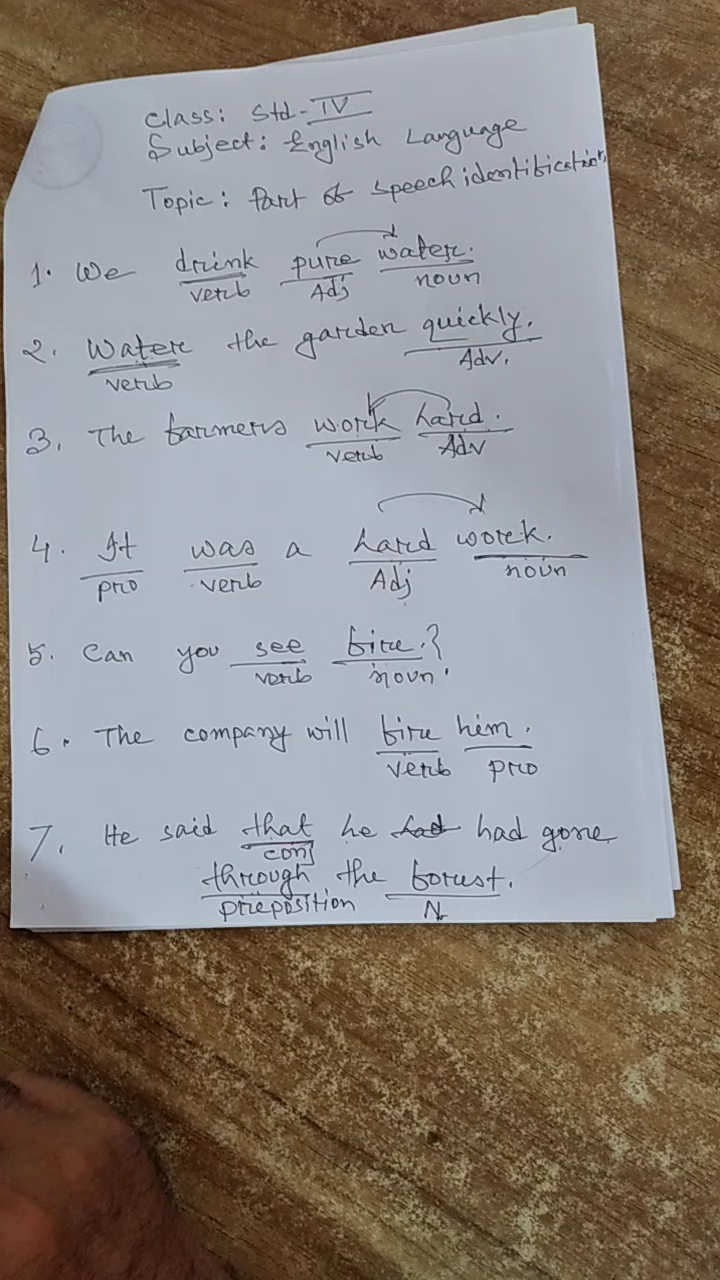 Class: Std-IV
Subject: English Language
Topic: Part of speech identification
1. We drink pure water.
verb Adj noun
2. Water the garden quickly.
verb Adv.
3. The farmers work hard.
verb Adv
4. It was a hard work.
pro verb Adj noun
5. Can you see fire.?
verb noun.
6. The company will fire him.
verb pro
7. He said that he had had gone
conj
through the forest.
preposition N